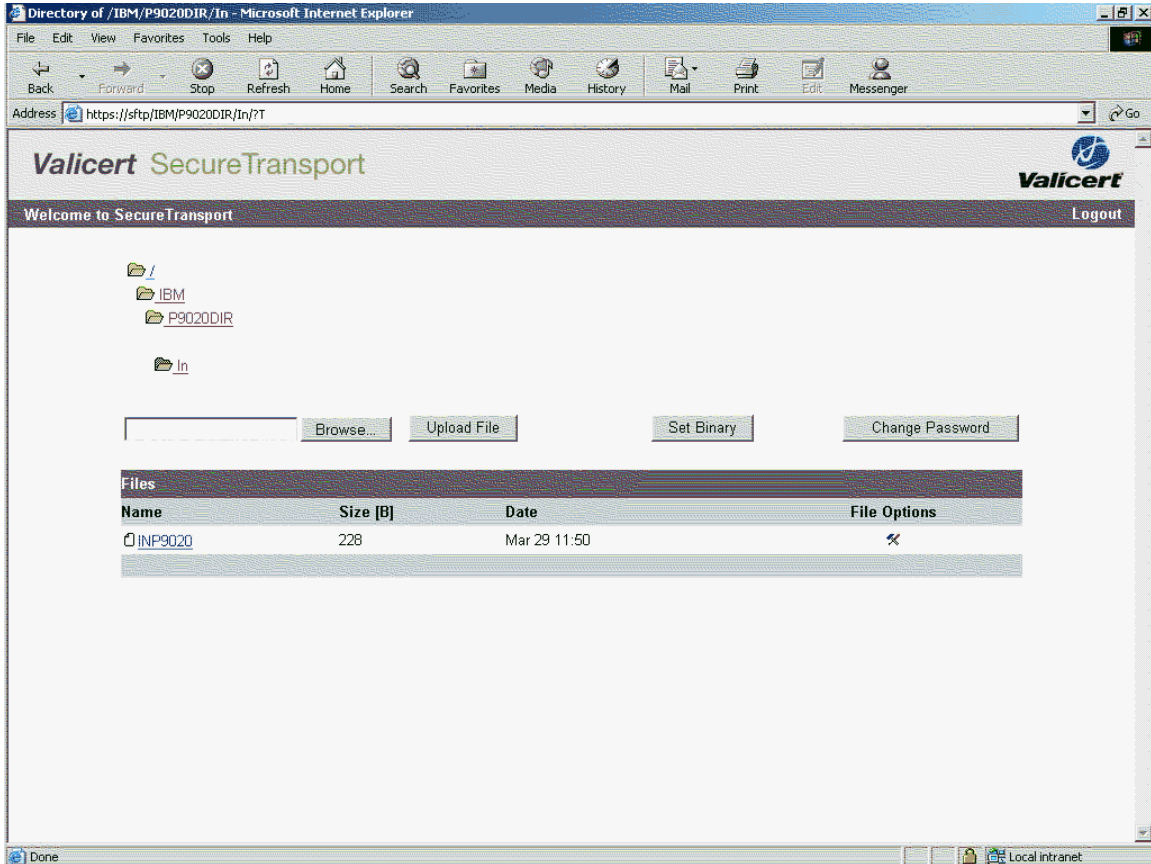 Directory of /IBM/P9020DIR/In - Microsoft Internet Explorer
File Edit View Favorites Tools Help
Back Forward Stop Refresh Home Search Favorites Media History Mail Print Edit Messenger
Address https://sftp/IBM/P9020DIR/In/?T Go
Valicert SecureTransport
Valicert
Welcome to SecureTransport Logout
/
IBM
P9020DIR
In
Browse... Upload File Set Binary Change Password
Files
Name Size [B] Date File Options
INP9020 228 Mar 29 11:50
Done Local intranet